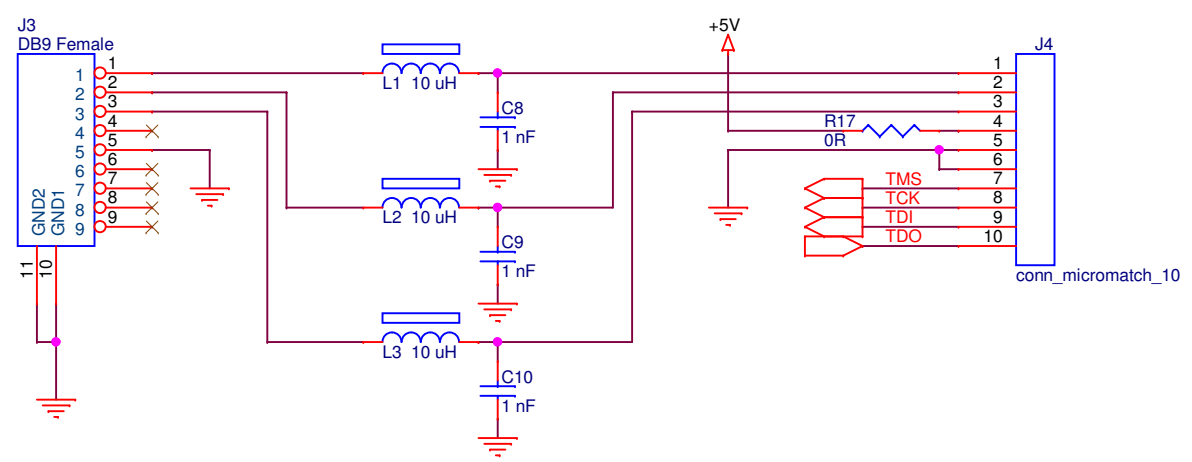 J3
DB9 Female
1
2
3
4
5
6
7
8
9
1
2
3
4
5
6
7
8
9
GND2
GND1
11
10
L1 10 uH
C8
1 nF
L2 10 uH
C9
1 nF
L3 10 uH
C10
1 nF
+5V
R17
0R
TMS
TCK
TDI
TDO
J4
1
2
3
4
5
6
7
8
9
10
conn_micromatch_10